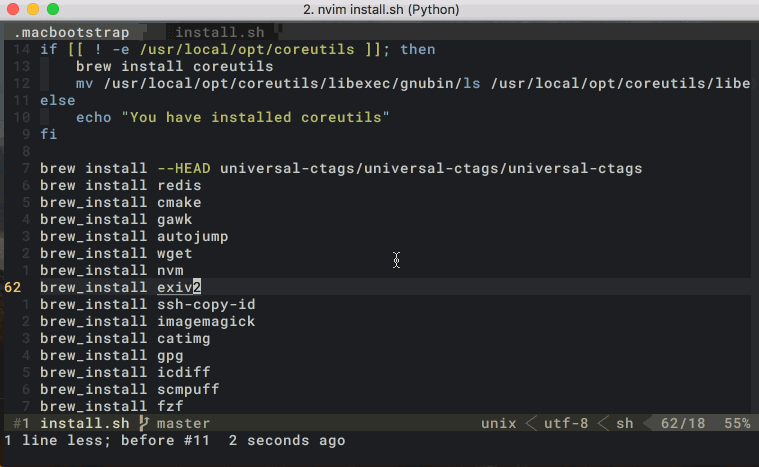 2. nvim install.sh (Python)
.macbootstrap install.sh
14 if [[ ! -e /usr/local/opt/coreutils ]]; then
13 brew install coreutils
12 mv /usr/local/opt/coreutils/libexec/gnubin/ls /usr/local/opt/coreutils/libe
11 else
10 echo "You have installed coreutils"
9 fi
8
7 brew install --HEAD universal-ctags/universal-ctags/universal-ctags
6 brew install redis
5 brew_install cmake
4 brew_install gawk
3 brew_install autojump
2 brew_install wget
1 brew_install nvm
62 brew_install exiv2
1 brew_install ssh-copy-id
2 brew_install imagemagick
3 brew_install catimg
4 brew_install gpg
5 brew_install icdiff
6 brew_install scmpuff
7 brew_install fzf
#1 install.sh master unix < utf-8 < sh 62/18 55%
1 line less; before #11 2 seconds ago